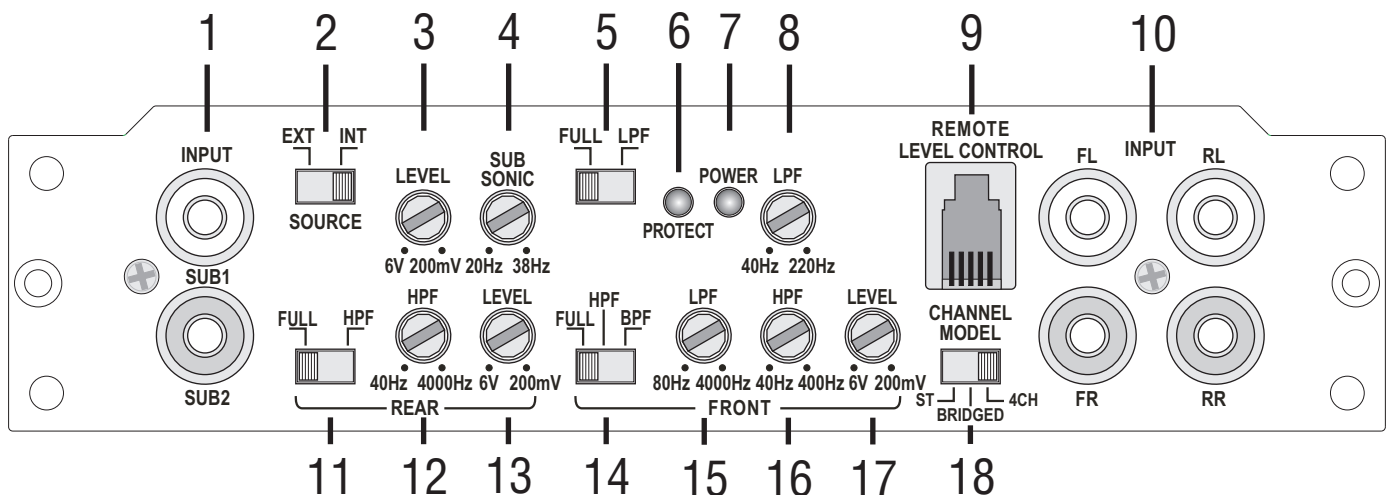 1 2 3 4 5 6 7 8 9 10
INPUT
EXT INT
SOURCE
LEVEL
6V 200mV
SUB
SONIC
20Hz 38Hz
FULL LPF
PROTECT
POWER
LPF
40Hz 220Hz
REMOTE
LEVEL CONTROL
FL INPUT RL
SUB1
SUB2
FULL HPF
HPF
40Hz 4000Hz
LEVEL
6V 200mV
REAR
FULL HPF BPF
LPF
80Hz 4000Hz
HPF
40Hz 400Hz
LEVEL
6V 200mV
FRONT
CHANNEL
MODEL
ST BRIDGED 4CH
FR RR
11 12 13 14 15 16 17 18